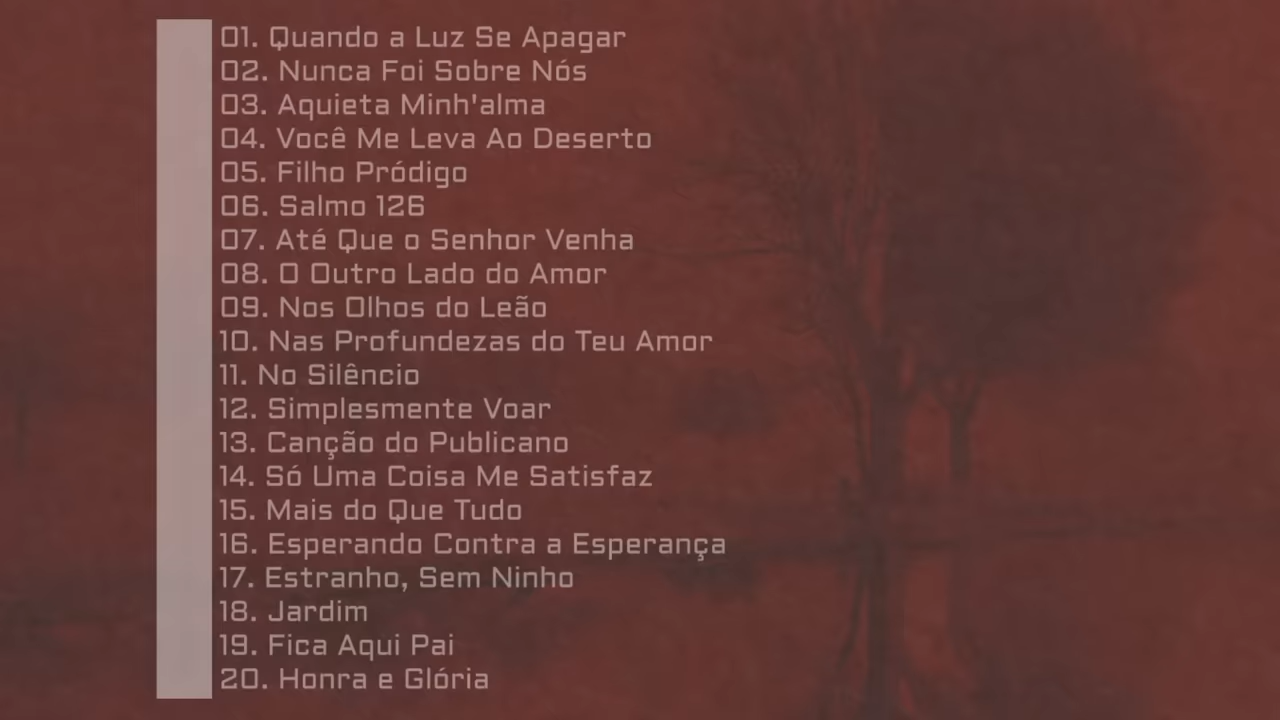 01. Quando a Luz Se Apagar
02. Nunca Foi Sobre Nós
03. Aquieta Minh'alma
04. Você Me Leva Ao Deserto
05. Filho Pródigo
06. Salmo 126
07. Até Que o Senhor Venha
08. O Outro Lado do Amor
09. Nos Olhos do Leão
10. Nas Profundezas do Teu Amor
11. No Silêncio
12. Simplesmente Voar
13. Canção do Publicano
14. Só Uma Coisa Me Satisfaz
15. Mais do Que Tudo
16. Esperando Contra a Esperança
17. Estranho, Sem Ninho
18. Jardim
19. Fica Aqui Pai
20. Honra e Glória